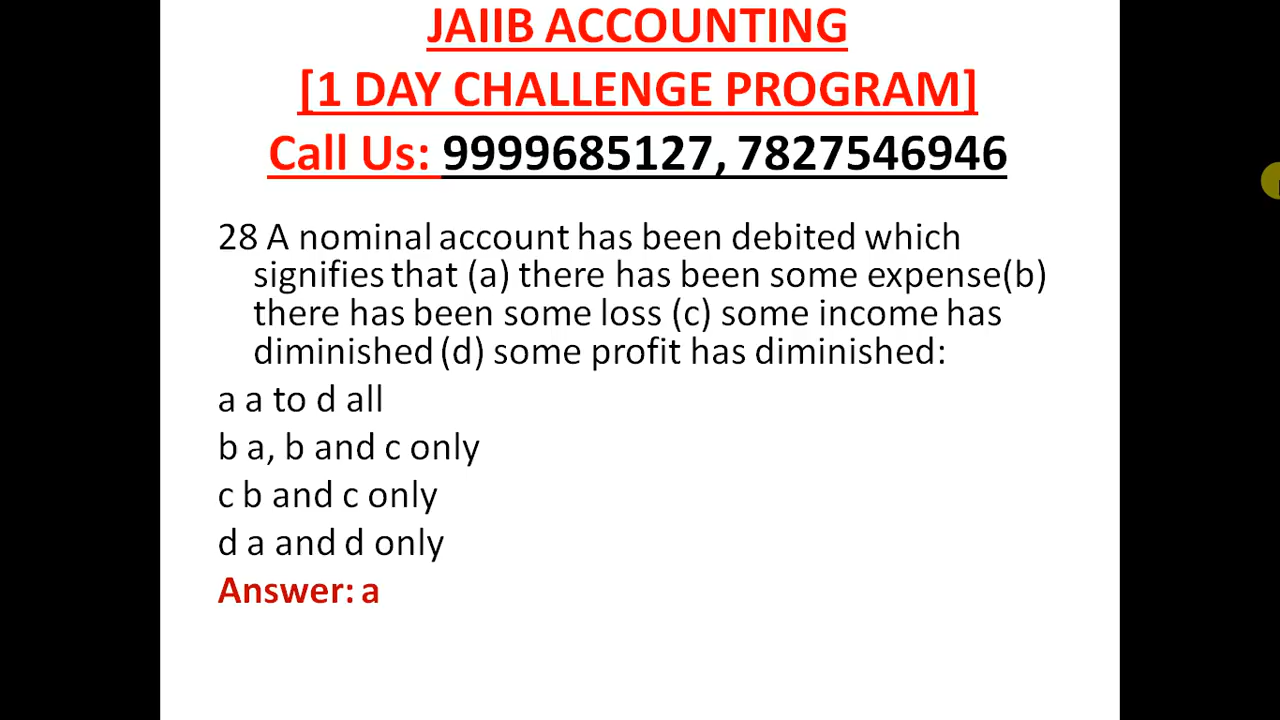 JAIIB ACCOUNTING
[1 DAY CHALLENGE PROGRAM]
Call Us: 9999685127, 7827546946
28 A nominal account has been debited which
signifies that (a) there has been some expense(b)
there has been some loss (c) some income has
diminished (d) some profit has diminished:
a a to d all
b a, b and c only
c b and c only
d a and d only
Answer: a